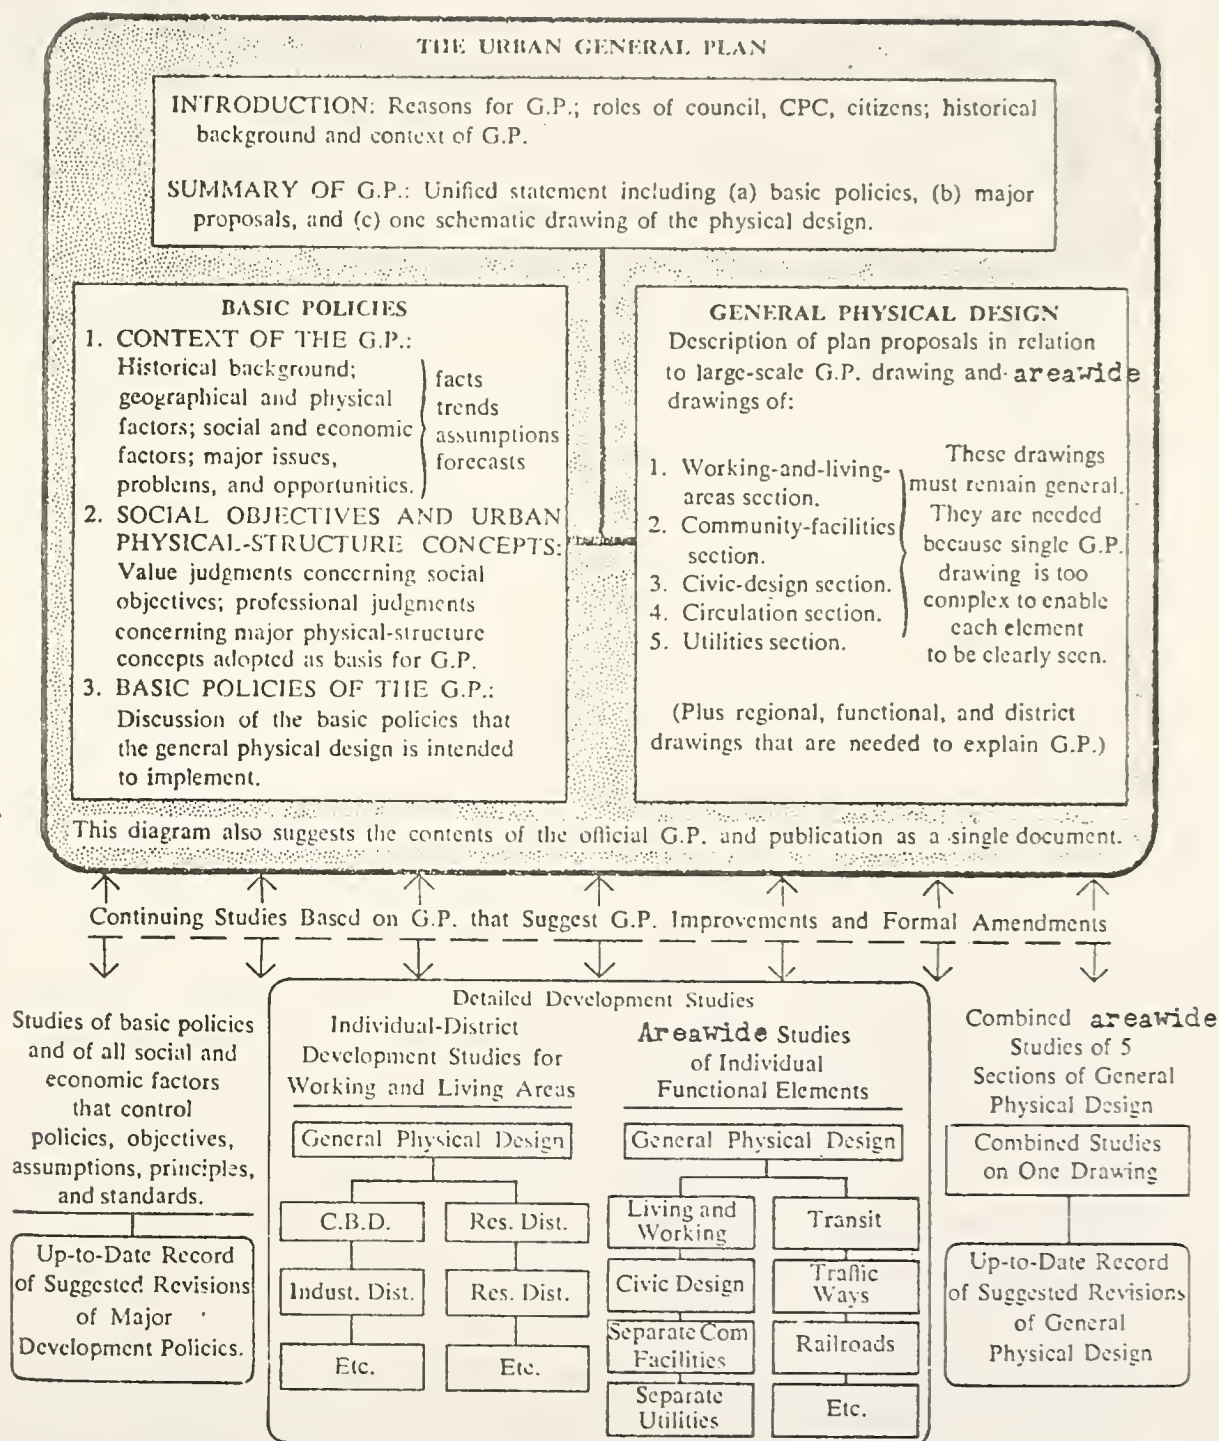 THE URBAN GENERAL PLAN
INTRODUCTION: Reasons for G.P.; roles of council, CPC, citizens; historical
background and context of G.P.
SUMMARY OF G.P.: Unified statement including (a) basic policies, (b) major
proposals, and (c) one schematic drawing of the physical design.
BASIC POLICIES
1. CONTEXT OF THE G.P.:
Historical background;
geographical and physical
factors; social and economic
factors; major issues,
problems, and opportunities.
facts
trends
assumptions
forecasts
2. SOCIAL OBJECTIVES AND URBAN
PHYSICAL-STRUCTURE CONCEPTS:
Value judgments concerning social
objectives; professional judgments
concerning major physical-structure
concepts adopted as basis for G.P.
3. BASIC POLICIES OF THE G.P.:
Discussion of the basic policies that
the general physical design is intended
to implement.
GENERAL PHYSICAL DESIGN
Description of plan proposals in relation
to large-scale G.P. drawing and areawide
drawings of:
1. Working-and-living-
areas section.
2. Community-facilities
section.
3. Civic-design section.
4. Circulation section.
5. Utilities section.
These drawings
must remain general.
They are needed
because single G.P.
drawing is too
complex to enable
each element
to be clearly seen.
(Plus regional, functional, and district
drawings that are needed to explain G.P.)
This diagram also suggests the contents of the official G.P. and publication as a single document.
Continuing Studies Based on G.P. that Suggest G.P. Improvements and Formal Amendments
Studies of basic policies
and of all social and
economic factors
that control
policies, objectives,
assumptions, principles,
and standards.
Up-to-Date Record
of Suggested Revisions
of Major
Development Policies.
Detailed Development Studies
Individual-District
Development Studies for
Working and Living Areas
General Physical Design
C.B.D.
Res. Dist.
Indust. Dist.
Res. Dist.
Etc.
Etc.
Areawide Studies
of Individual
Functional Elements
General Physical Design
Living and
Working
Transit
Civic Design
Traffic
Ways
Separate Com
Facilities
Railroads
Separate
Utilities
Etc.
Combined areawide
Studies of 5
Sections of General
Physical Design
Combined Studies
on One Drawing
Up-to-Date Record
of Suggested Revisions
of General
Physical Design